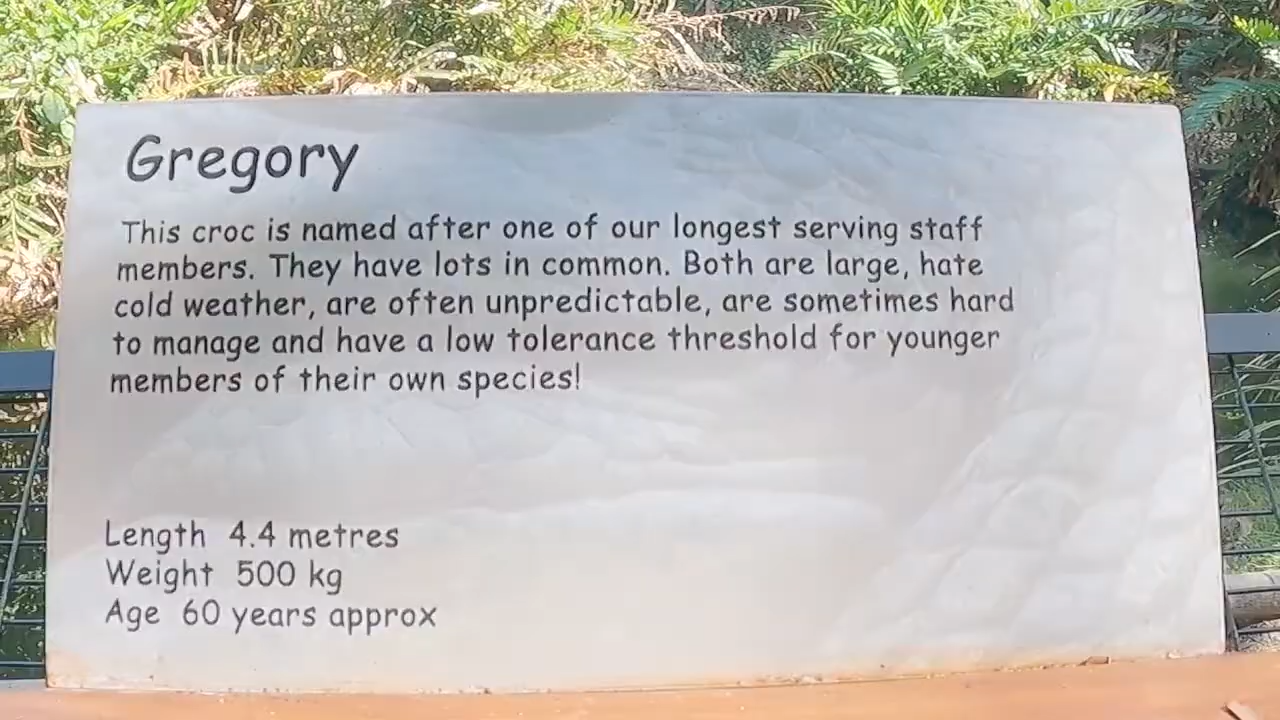 Gregory
This croc is named after one of our longest serving staff
members. They have lots in common. Both are large, hate
cold weather, are often unpredictable, are sometimes hard
to manage and have a low tolerance threshold for younger
members of their own species!
Length 4.4 metres
Weight 500 kg
Age 60 years approx